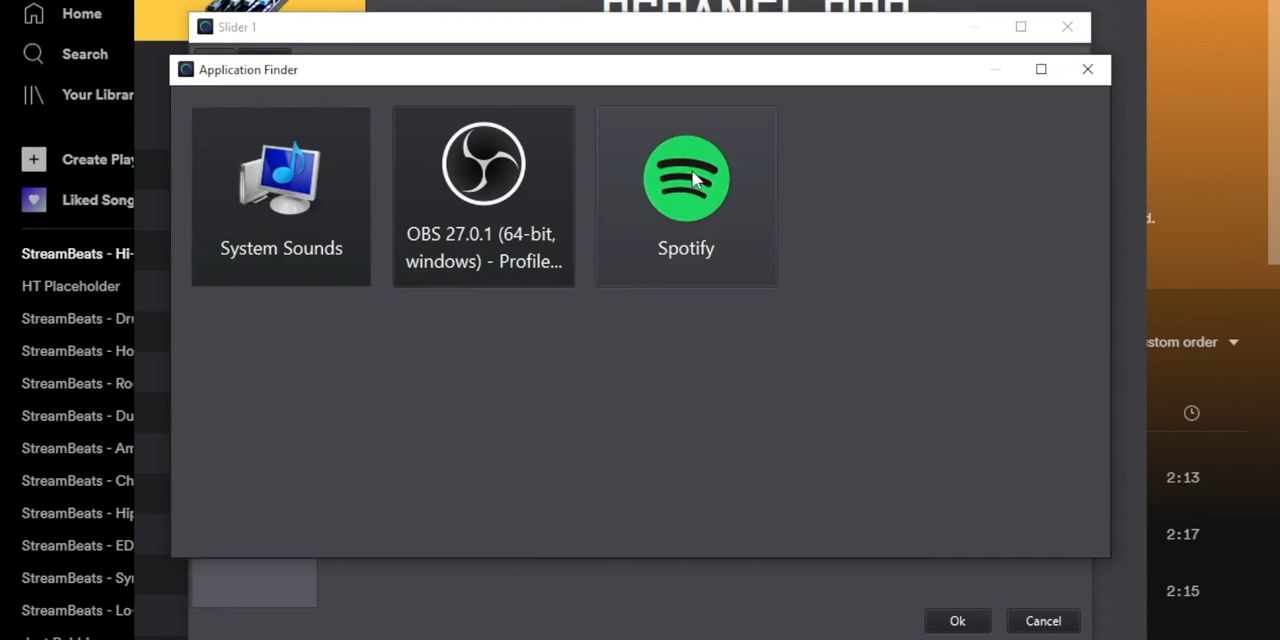 Home
Search
Your Librar
Create Play
Liked Song
StreamBeats - Hi-
HT Placeholder
StreamBeats - Dru
StreamBeats - Ho
StreamBeats - Ro
StreamBeats - Du
StreamBeats - Am
StreamBeats - Ch
StreamBeats - Hip
StreamBeats - ED
StreamBeats - Syn
StreamBeats - Lo-
Slider 1
Application Finder
System Sounds
OBS 27.0.1 (64-bit,
windows) - Profile...
Spotify
Ok
Cancel
d.
stom order
2:13
2:17
2:15